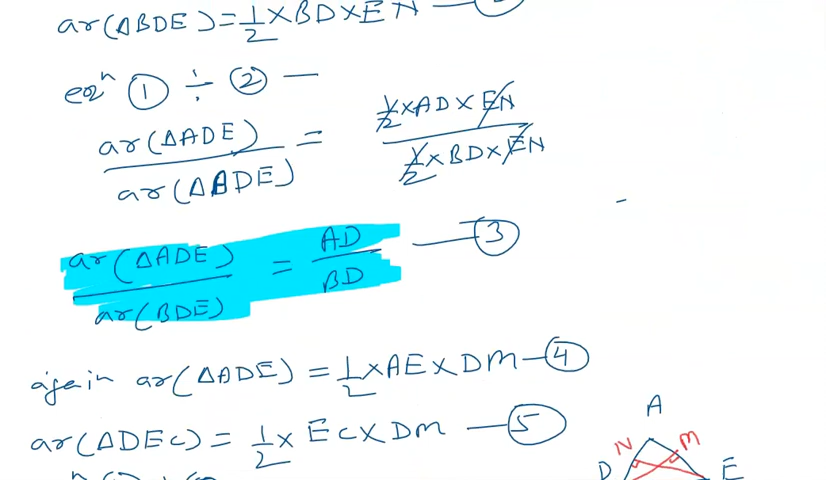 ar(ΔBDE) = 1/2 × BD × EN — 2
eqn 1 ÷ 2 —
ar(ΔADE) / ar(ΔBDE) = 1/2 × AD × EN / 1/2 × BD × EN
ar(ΔADE) / ar(BDE) = AD / BD — 3
again ar(ΔADE) = 1/2 × AE × DM — 4
ar(ΔDEC) = 1/2 × EC × DM — 5
A
N M
D E